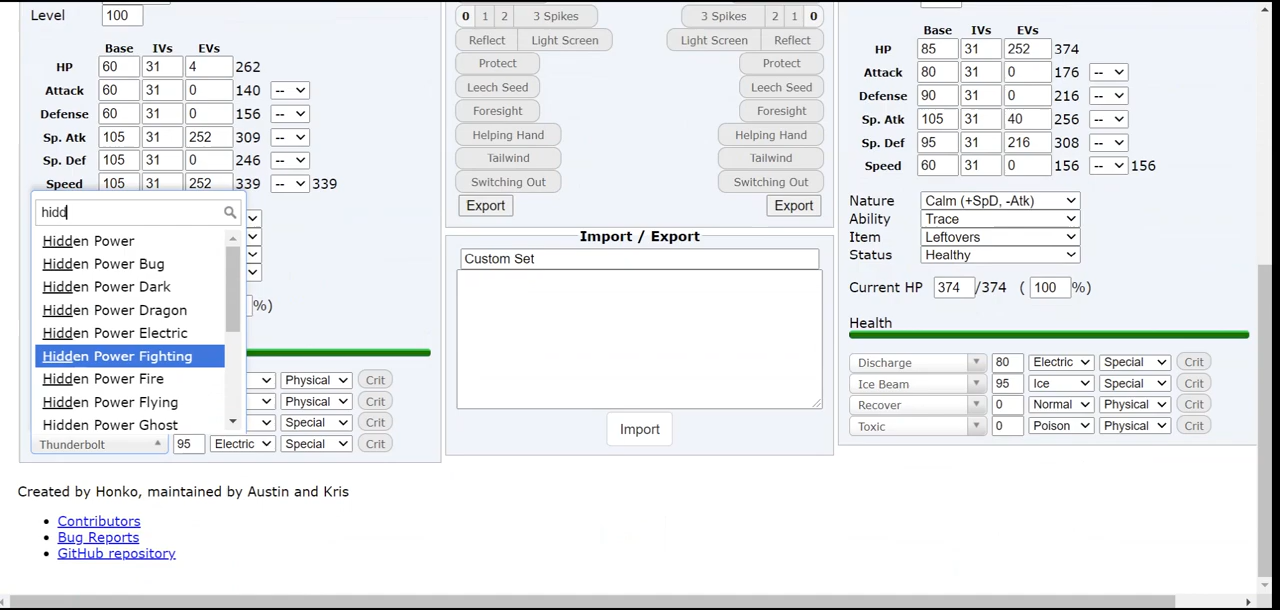 Level 100
Base IVs EVs
HP 60 31 4 262
Attack 60 31 0 140 --
Defense 60 31 0 156 --
Sp. Atk 105 31 252 309 --
Sp. Def 105 31 0 246 --
Speed 105 31 252 339 -- 339
hidd
Hidden Power
Hidden Power Bug
Hidden Power Dark
Hidden Power Dragon
Hidden Power Electric
Hidden Power Fighting
Hidden Power Fire
Hidden Power Flying
Hidden Power Ghost
%)
Physical Crit
Physical Crit
Special Crit
Thunderbolt 95 Electric Special Crit
0 1 2 3 Spikes 3 Spikes 2 1 0
Reflect Light Screen Light Screen Reflect
Protect Protect
Leech Seed Leech Seed
Foresight Foresight
Helping Hand Helping Hand
Tailwind Tailwind
Switching Out Switching Out
Export Export
Import / Export
Custom Set
Import
Base IVs EVs
HP 85 31 252 374
Attack 80 31 0 176 --
Defense 90 31 0 216 --
Sp. Atk 105 31 40 256 --
Sp. Def 95 31 216 308 --
Speed 60 31 0 156 -- 156
Nature Calm (+SpD, -Atk)
Ability Trace
Item Leftovers
Status Healthy
Current HP 374 /374 ( 100 %)
Health
Discharge 80 Electric Special Crit
Ice Beam 95 Ice Special Crit
Recover 0 Normal Physical Crit
Toxic 0 Poison Physical Crit
Created by Honko, maintained by Austin and Kris
• Contributors
• Bug Reports
• GitHub repository